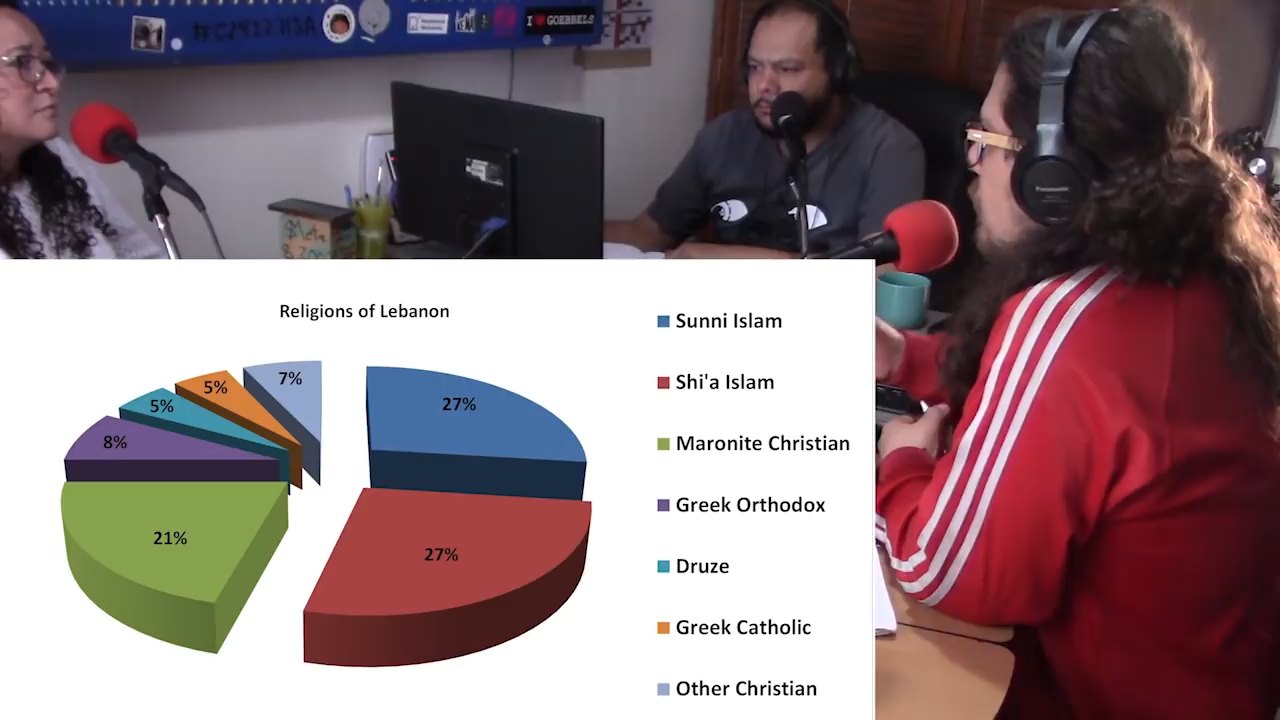 I ❤ GOEBBELS
Panasonic
Religions of Lebanon
27%
27%
21%
8%
5%
5%
7%
Sunni Islam
Shi'a Islam
Maronite Christian
Greek Orthodox
Druze
Greek Catholic
Other Christian